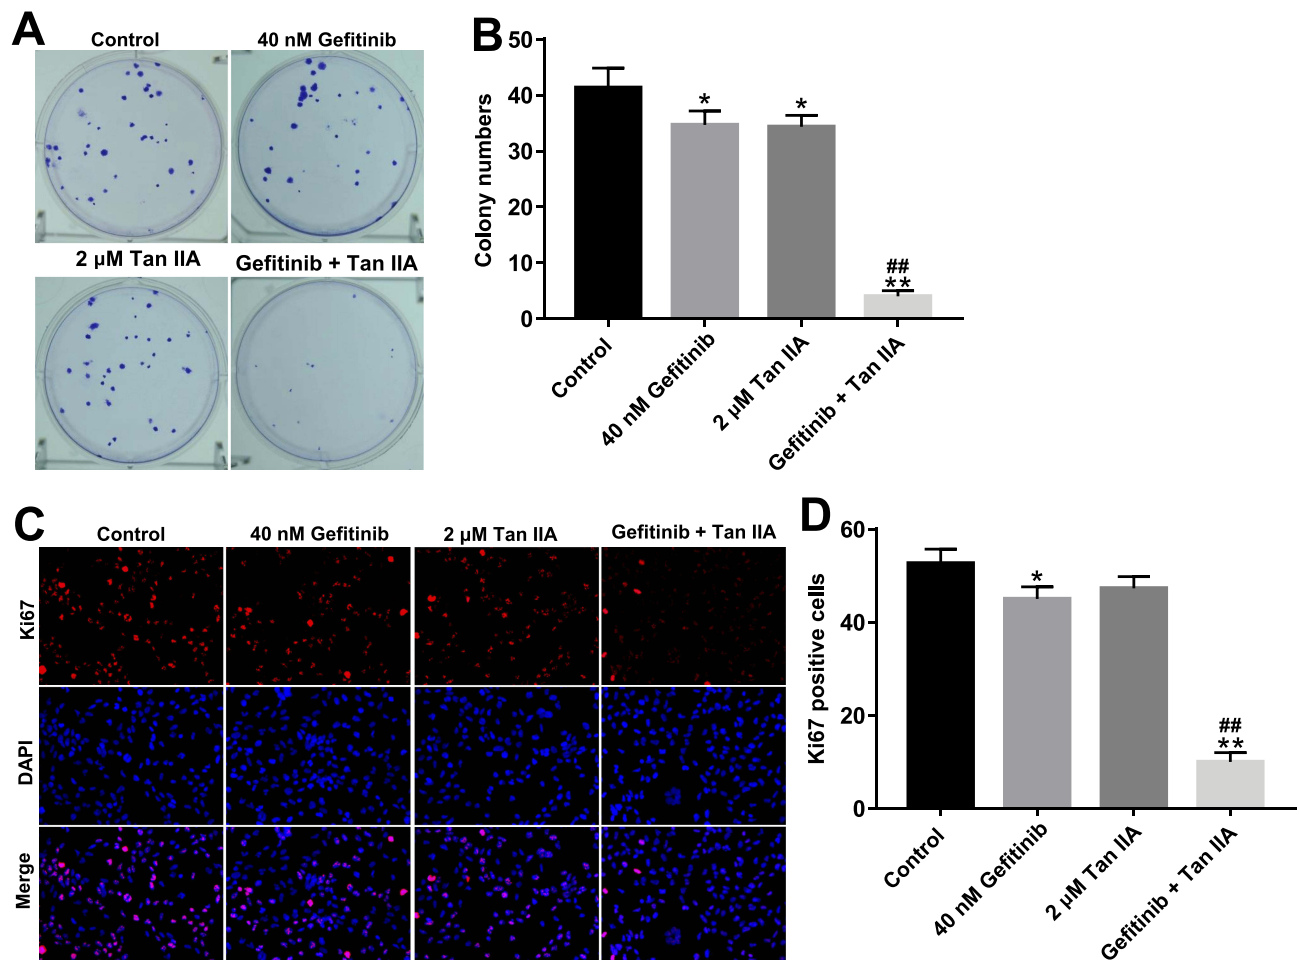 A
Control
40 nM Gefitinib
2 µM Tan IIA
Gefitinib + Tan IIA
B
Colony numbers
50
40
30
20
10
0
*
*
##
**
Control
40 nM Gefitinib
2 µM Tan IIA
Gefitinib + Tan IIA
C
Control
40 nM Gefitinib
2 µM Tan IIA
Gefitinib + Tan IIA
Ki67
DAPI
Merge
D
Ki67 positive cells
60
40
20
0
*
##
**
Control
40 nM Gefitinib
2 µM Tan IIA
Gefitinib + Tan IIA